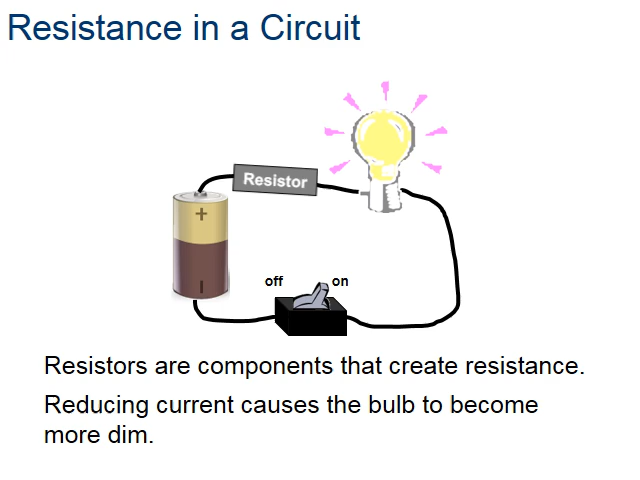 Resistance in a Circuit
Resistor
+
off on
Resistors are components that create resistance.
Reducing current causes the bulb to become
more dim.